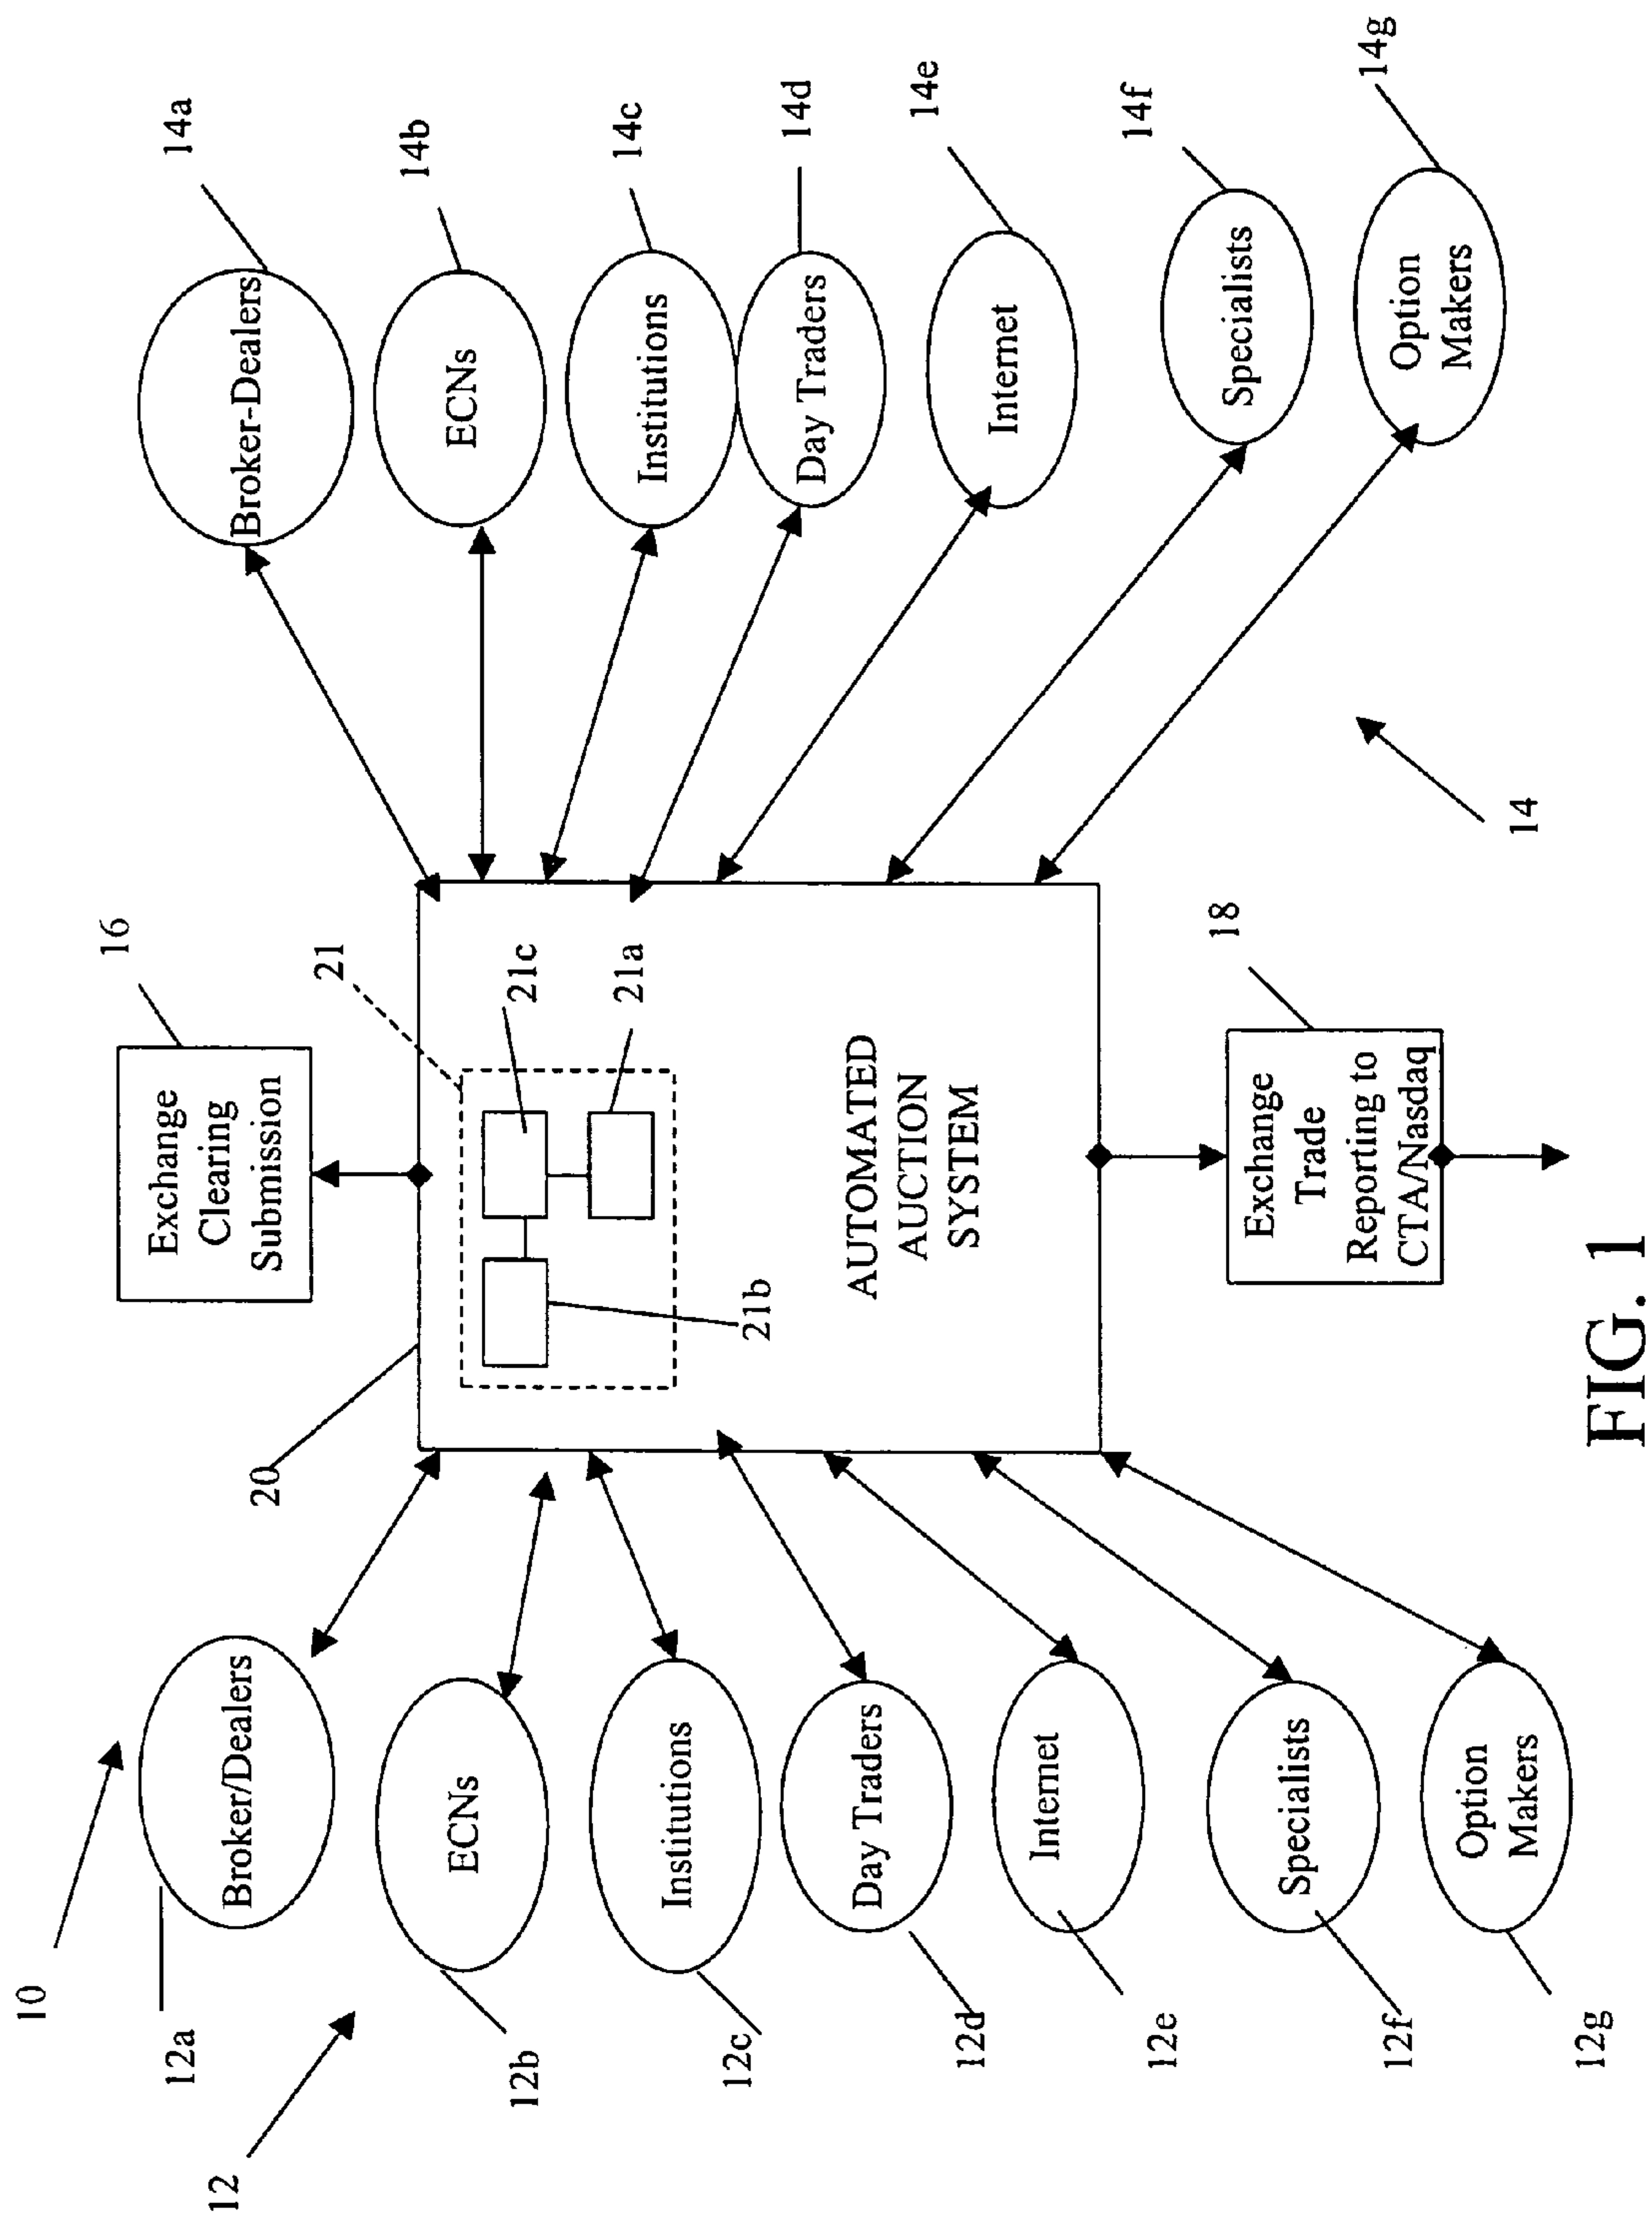 10
12
12a
Broker/Dealers
12b
ECNs
12c
Institutions
12d
Day Traders
12e
Internet
12f
Specialists
12g
Option
Makers
16
Exchange
Clearing
Submission
20
21
21c
21a
21b
AUTOMATED
AUCTION
SYSTEM
18
Exchange
Trade
Reporting to
CTA/Nasdaq
14a
Broker-Dealers
14b
ECNs
14c
Institutions
14d
Day Traders
14e
Internet
14f
Specialists
14g
Option
Makers
14
FIG. 1